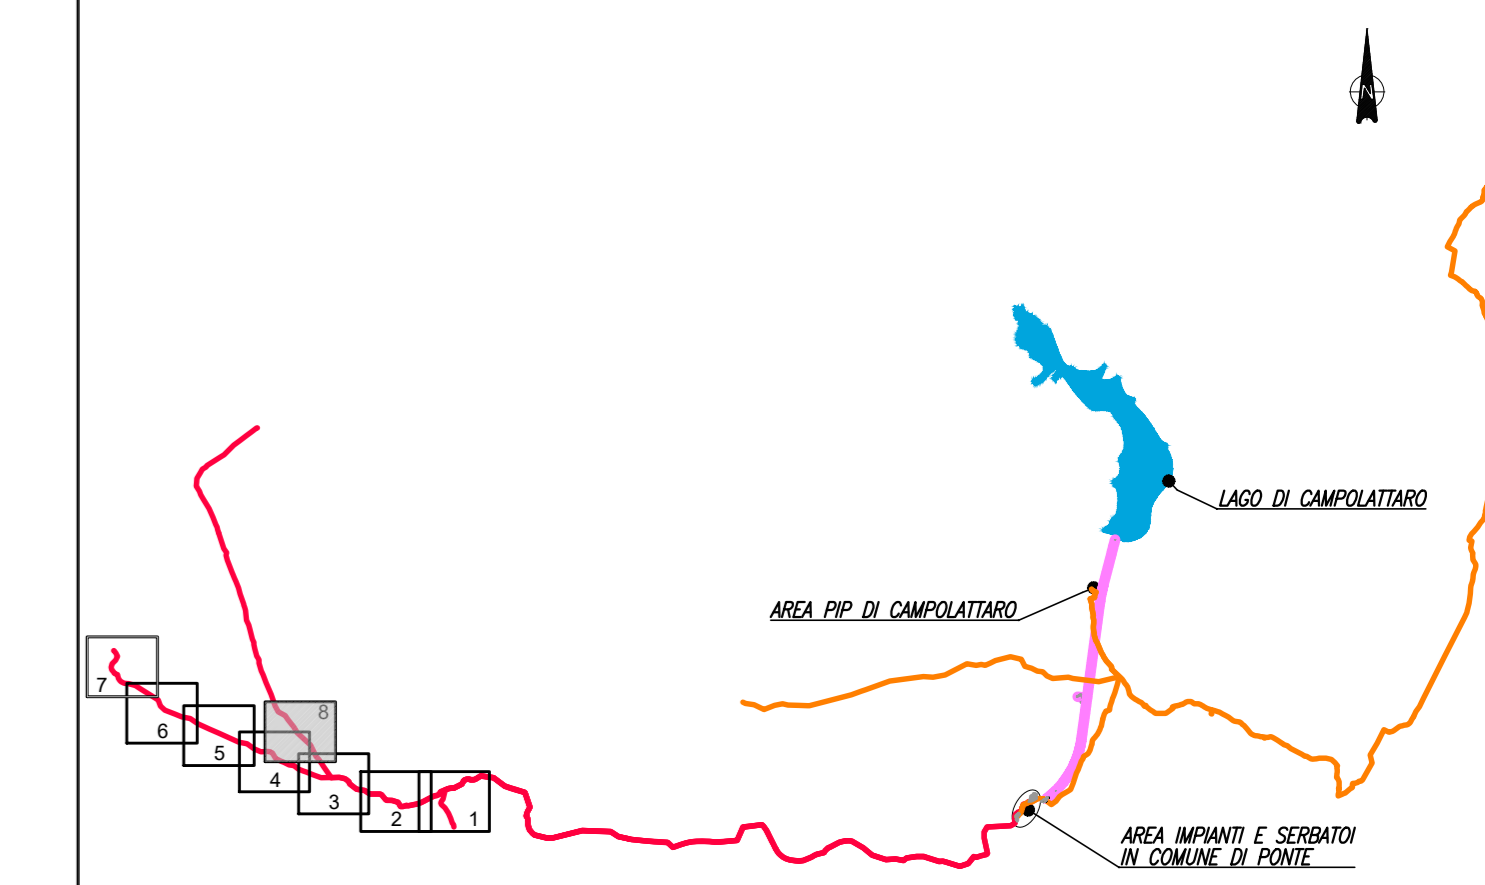 N
LAGO DI CAMPOLATTARO
AREA PIP DI CAMPOLATTARO
7
8
6
5
4
3
2
1
AREA IMPIANTI E SERBATOI
IN COMUNE DI PONTE